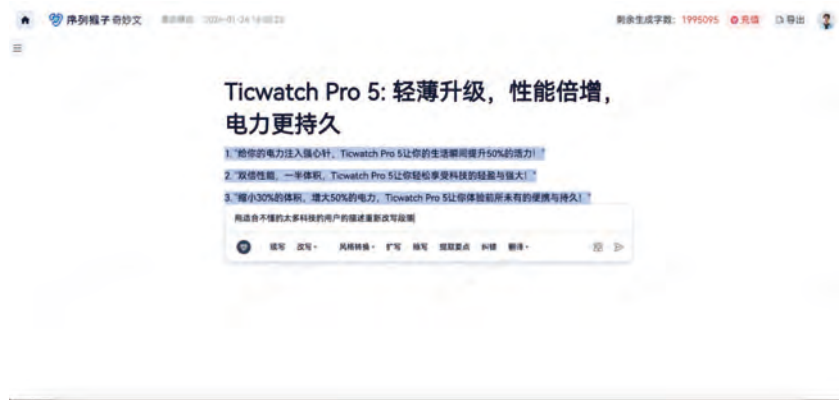 序列猴子 奇妙文 2024-01-24 16:05:23 剩余生成字数: 1995095 充值 导出
Ticwatch Pro 5: 轻薄升级，性能倍增，
电力更持久
1. "给你的电力注入强心针，Ticwatch Pro 5让你的生活瞬间提升50%的活力！"
2. "双倍性能，一半体积，Ticwatch Pro 5让你轻松享受科技的轻盈与强大！"
3. "缩小30%的体积，增大50%的电力，Ticwatch Pro 5让你体验前所未有的便携与持久！"
用适合不懂的太多科技的用户的描述重新改写段落
续写 改写 风格转换 扩写 缩写 提取要点 纠错 翻译